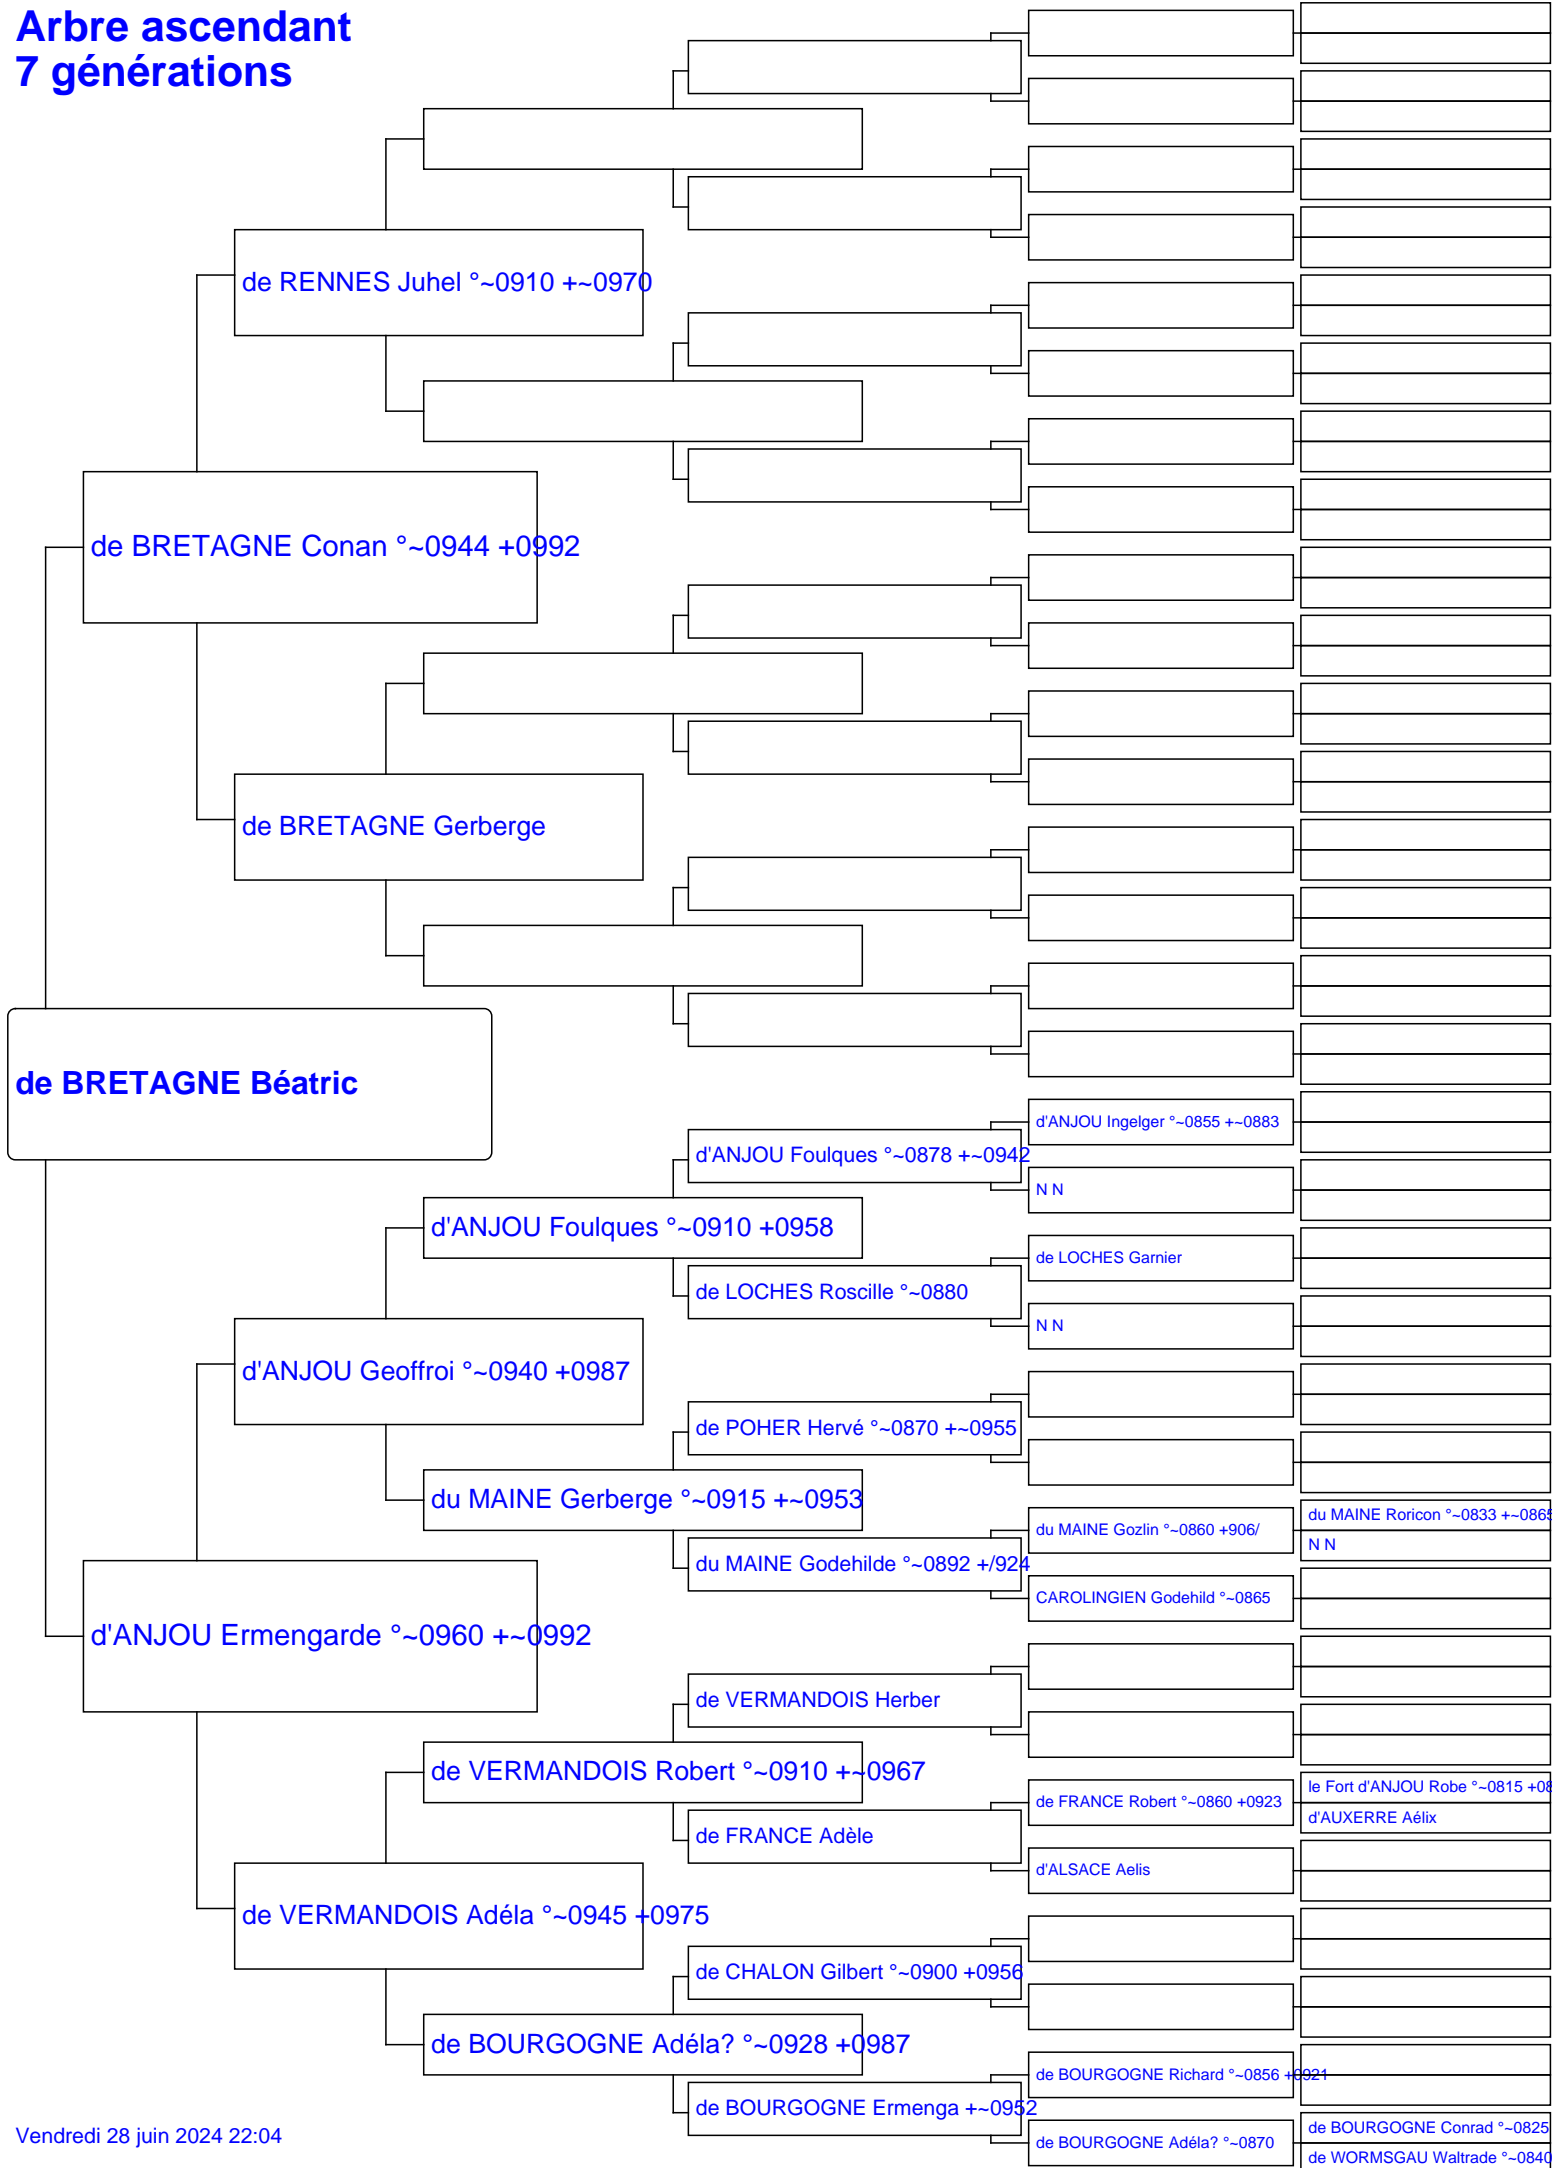 Arbre ascendant
7 générations
de RENNES Juhel °~0910 +~0970
de BRETAGNE Conan °~0944 +0992
de BRETAGNE Gerberge
de BRETAGNE Béatric
d'ANJOU Ingelger °~0855 +~0883
d'ANJOU Foulques °~0878 +~0942
N N
d'ANJOU Foulques °~0910 +0958
de LOCHES Garnier
de LOCHES Roscille °~0880
N N
d'ANJOU Geoffroi °~0940 +0987
de POHER Hervé °~0870 +~0955
du MAINE Gerberge °~0915 +~0953
du MAINE Roricon °~0833 +~0865
du MAINE Gozlin °~0860 +906/
N N
du MAINE Godehilde °~0892 +/924
CAROLINGIEN Godehild °~0865
d'ANJOU Ermengarde °~0960 +~0992
de VERMANDOIS Herber
de VERMANDOIS Robert °~0910 +~0967
le Fort d'ANJOU Robe °~0815 +08
de FRANCE Robert °~0860 +0923
d'AUXERRE Aélix
de FRANCE Adèle
d'ALSACE Aelis
de VERMANDOIS Adéla °~0945 +0975
de CHALON Gilbert °~0900 +0956
de BOURGOGNE Adéla? °~0928 +0987
de BOURGOGNE Richard °~0856 +0921
de BOURGOGNE Ermenga +~0952
de BOURGOGNE Conrad °~0825
de BOURGOGNE Adéla? °~0870
de WORMSGAU Waltrade °~0840
Vendredi 28 juin 2024 22:04